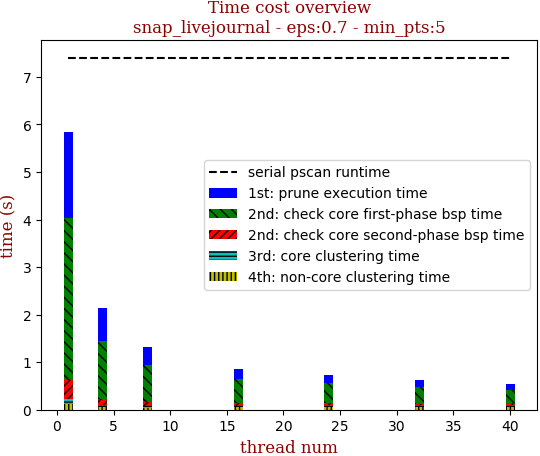 Time cost overview
snap_livejournal - eps:0.7 - min_pts:5
time (s)
7
6
5
4
3
2
1
0
serial pscan runtime
1st: prune execution time
2nd: check core first-phase bsp time
2nd: check core second-phase bsp time
3rd: core clustering time
4th: non-core clustering time
0 5 10 15 20 25 30 35 40
thread num